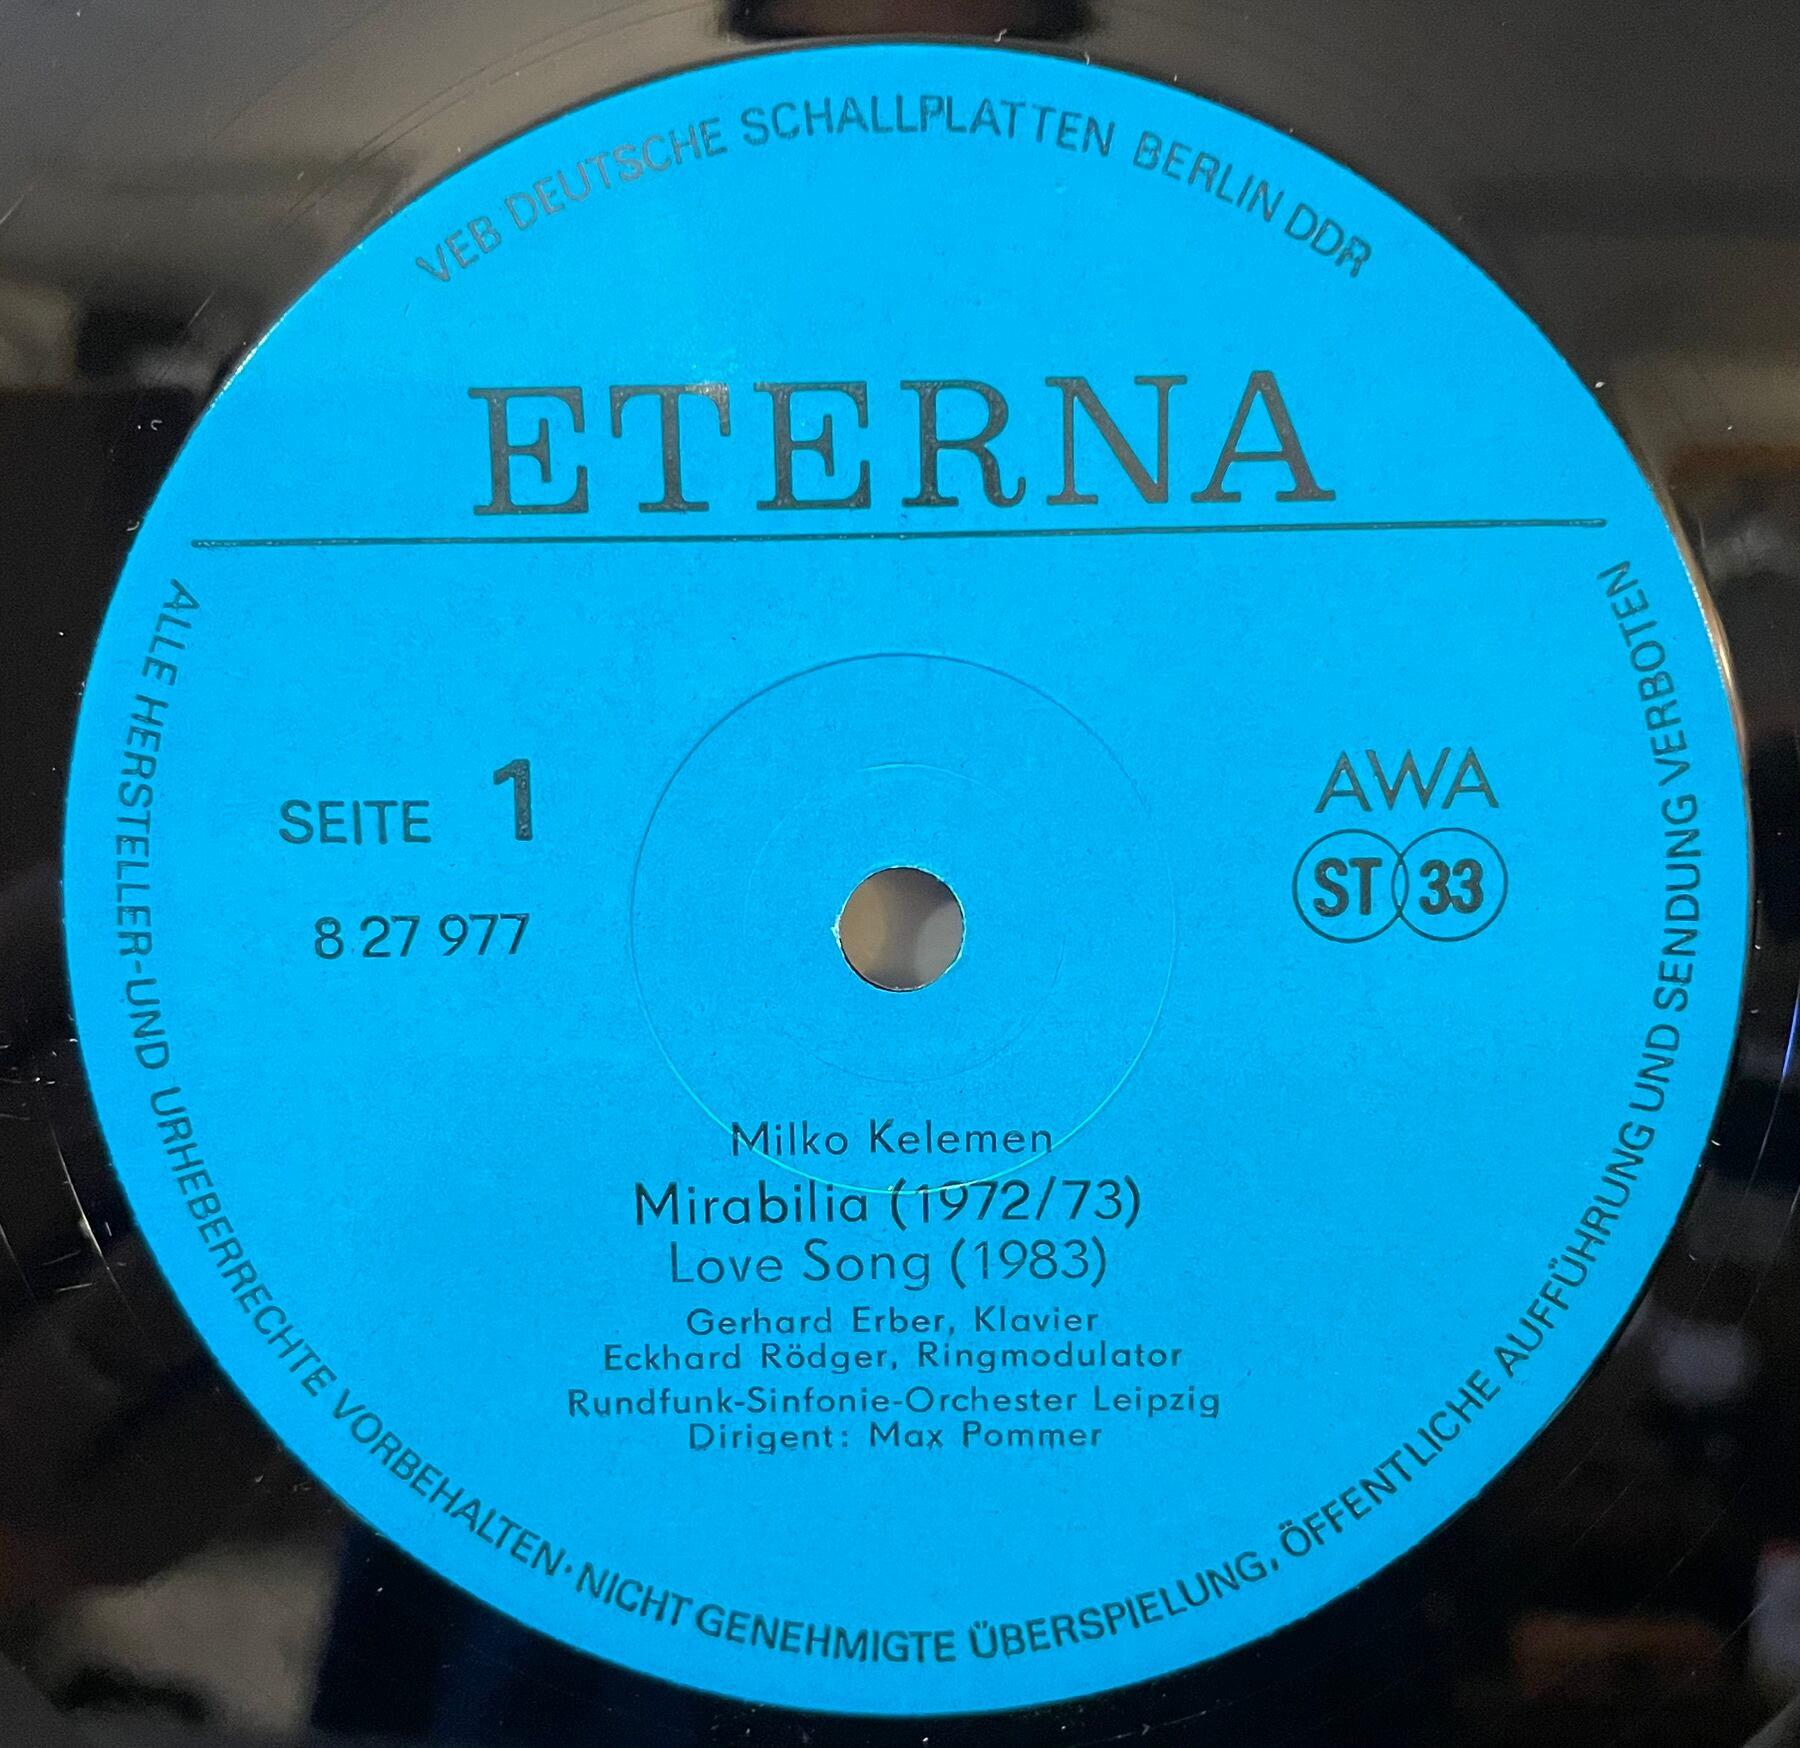 VEB DEUTSCHE SCHALLPLATTEN BERLIN DDR
ETERNA
SEITE 1
8 27 977
AWA
ST 33
Milko Kelemen
Mirabilia (1972/73)
Love Song (1983)
Gerhard Erber, Klavier
Eckhard Rödger, Ringmodulator
Rundfunk-Sinfonie-Orchester Leipzig
Dirigent: Max Pommer
ALLE HERSTELLER-UND URHEBERRECHTE VORBEHALTEN · NICHT GENEHMIGTE ÜBERSPIELUNG, ÖFFENTLICHE AUFFÜHRUNG UND SENDUNG VERBOTEN